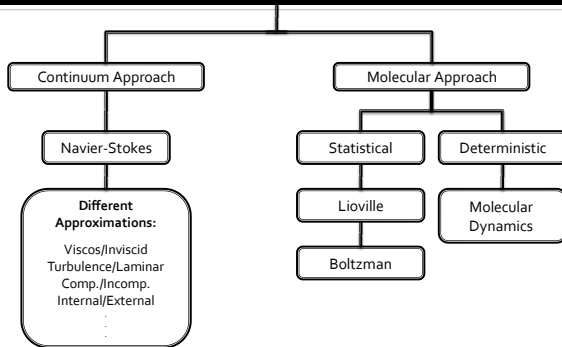 Continuum Approach
Molecular Approach
Navier-Stokes
Statistical
Deterministic
Different
Approximations:
Viscos/Inviscid
Turbulence/Laminar
Comp./Incomp.
Internal/External
.
.
.
Lioville
Molecular
Dynamics
Boltzman